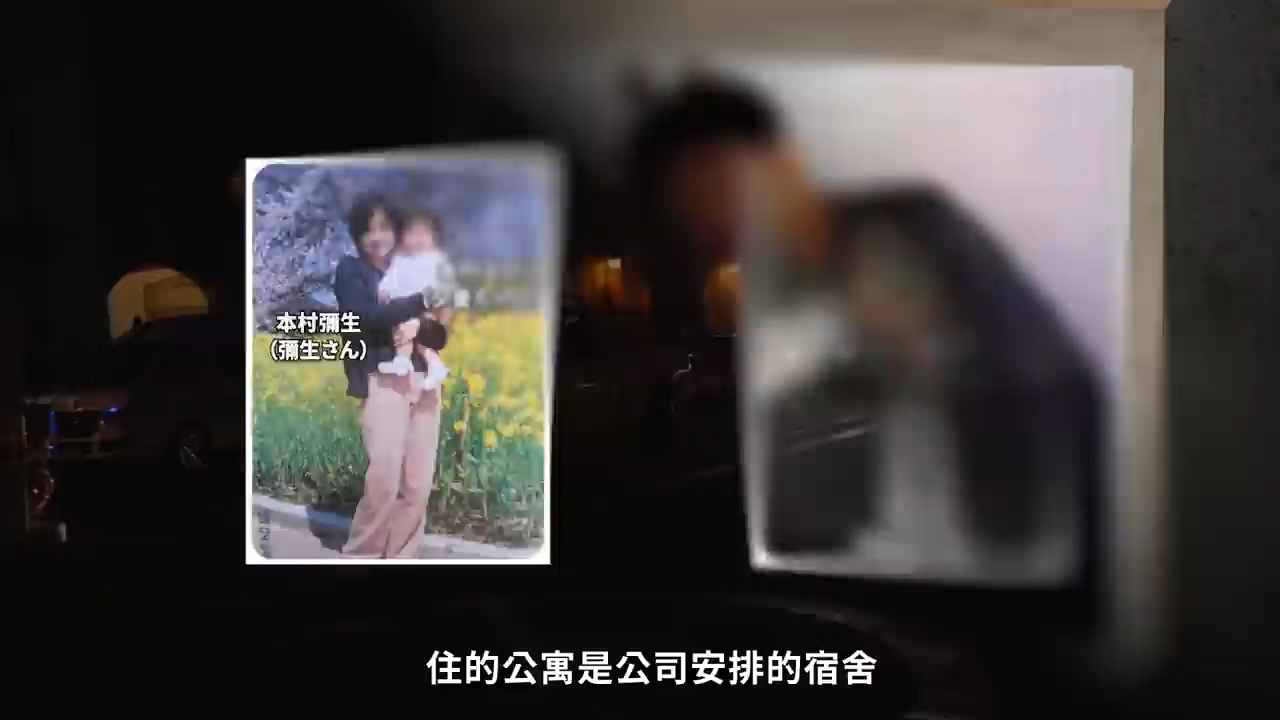 本村彌生
（彌生さん）
住的公寓是公司安排的宿舍